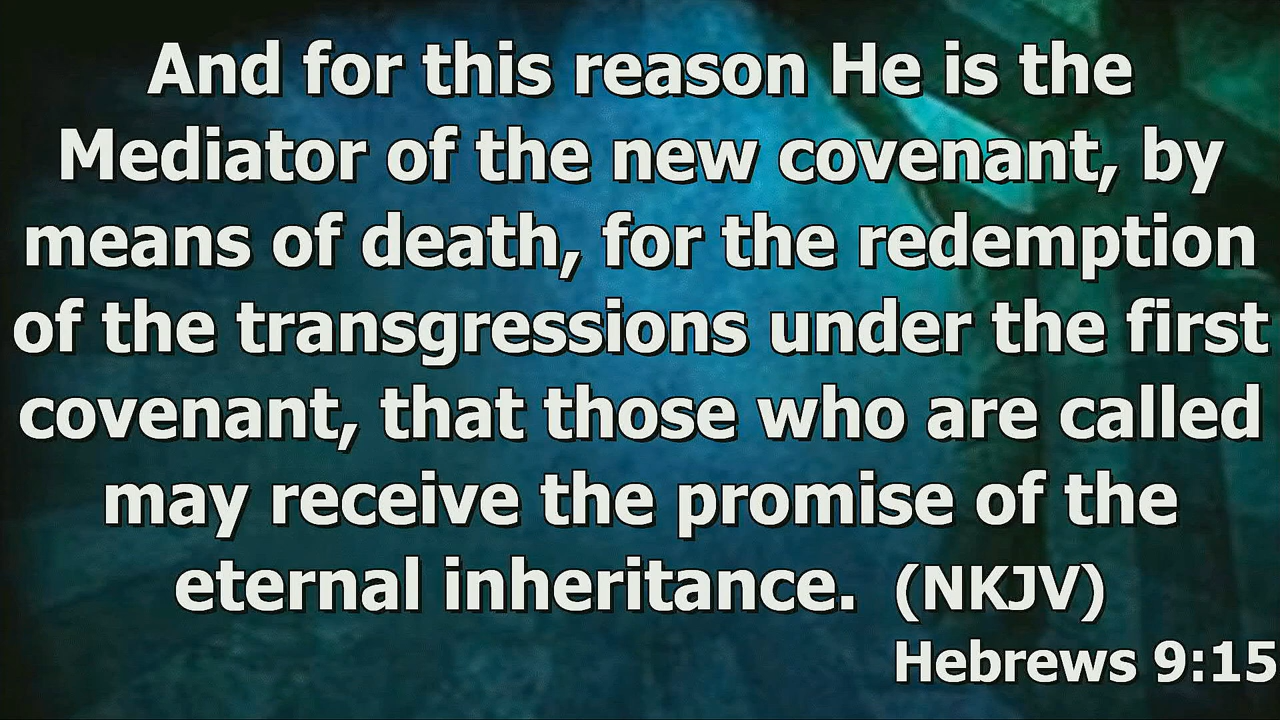 And for this reason He is the
Mediator of the new covenant, by
means of death, for the redemption
of the transgressions under the first
covenant, that those who are called
may receive the promise of the
eternal inheritance. (NKJV)
Hebrews 9:15